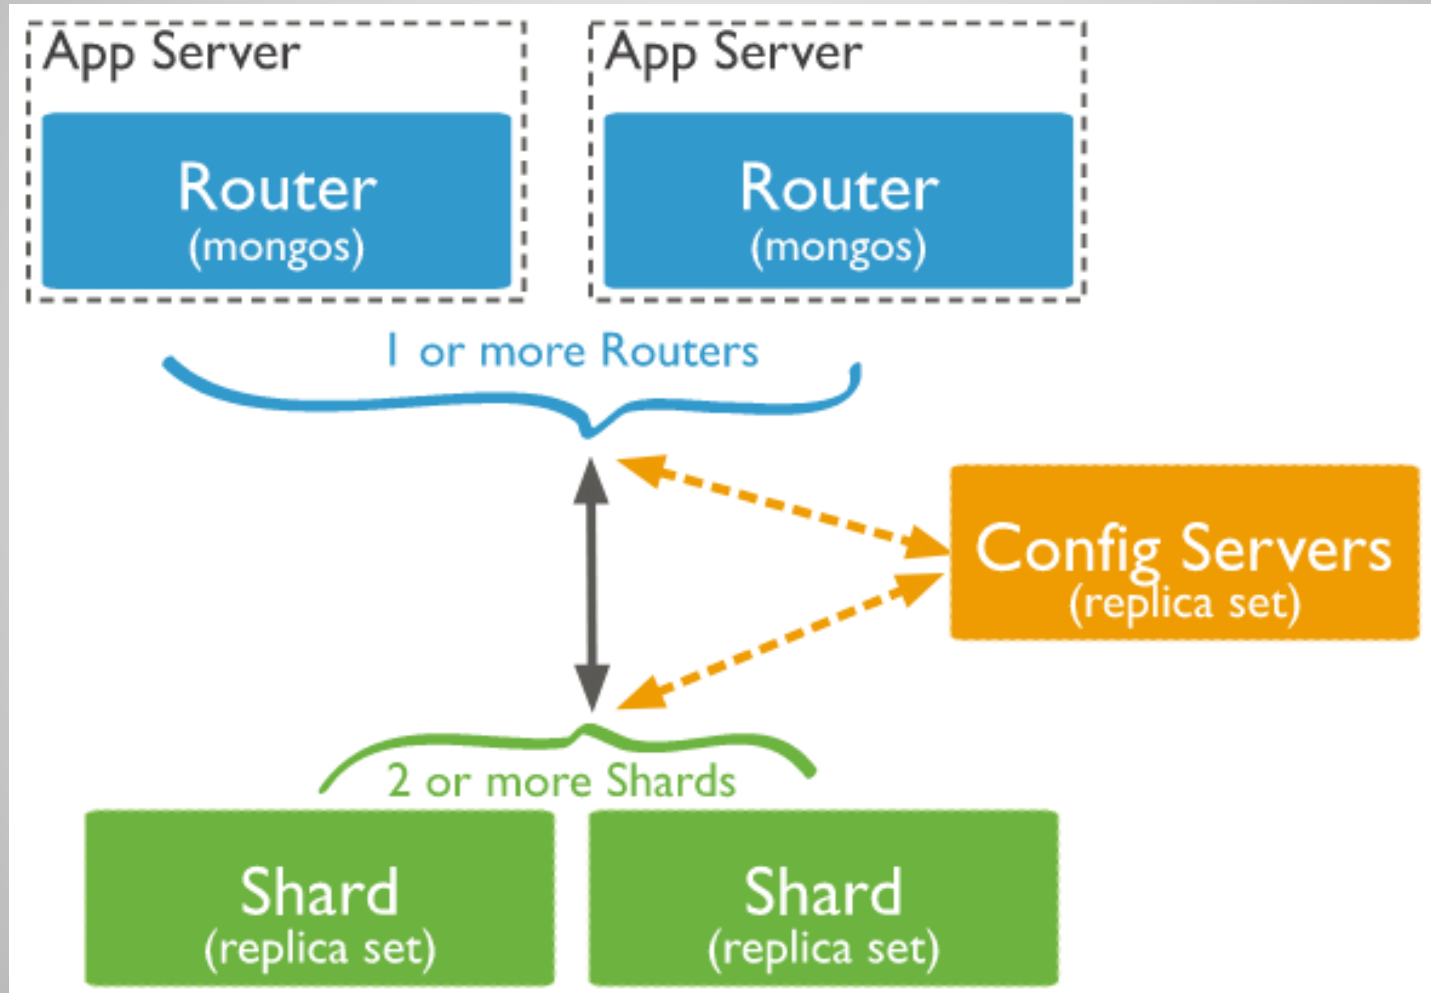 App Server
Router
(mongos)
App Server
Router
(mongos)
1 or more Routers
Config Servers
(replica set)
2 or more Shards
Shard
(replica set)
Shard
(replica set)